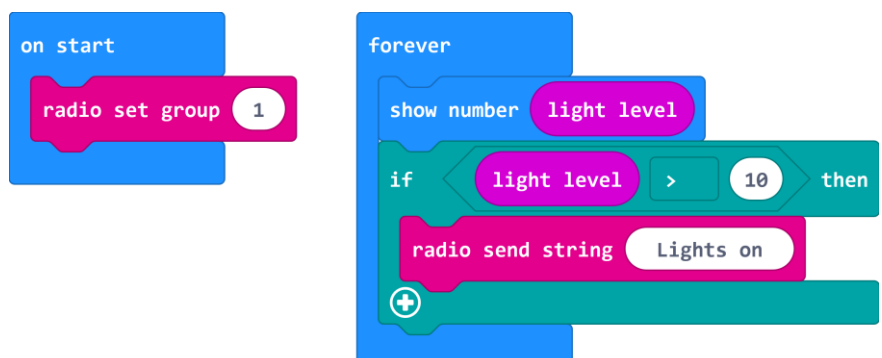 on start
radio set group 1
forever
show number light level
if light level > 10 then
radio send string Lights on